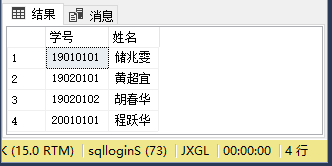 结果 消息
学号 姓名
1 19010101 储兆雯
2 19020101 黄超宜
3 19020102 胡春华
4 20010101 程跃华
(15.0 RTM) sqlloginS (73) JXGL 00:00:00 4 行